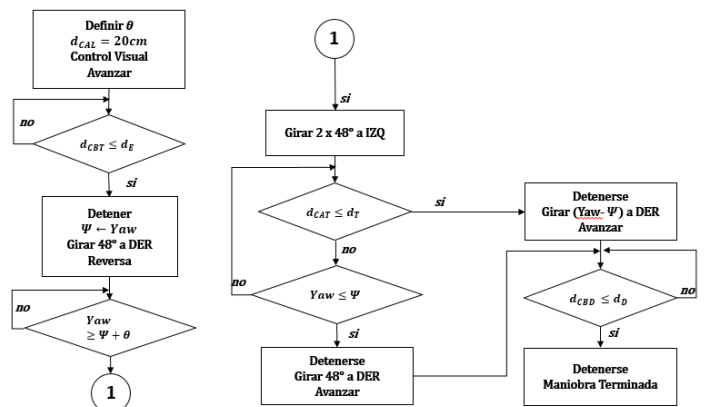 Definir θ
d_CAL = 20cm
Control Visual
Avanzar
no
d_CBT ≤ d_E
si
Detener
Ψ ← Yaw
Girar 48° a DER
Reversa
no
Yaw
≥ Ψ + θ
1
1
si
Girar 2 x 48° a IZQ
d_CAT ≤ d_T
si
no
no
Yaw ≤ Ψ
si
Detenerse
Girar 48° a DER
Avanzar
Detenerse
Girar (Yaw- Ψ) a DER
Avanzar
d_CBD ≤ d_D
no
si
Detenerse
Maniobra Terminada